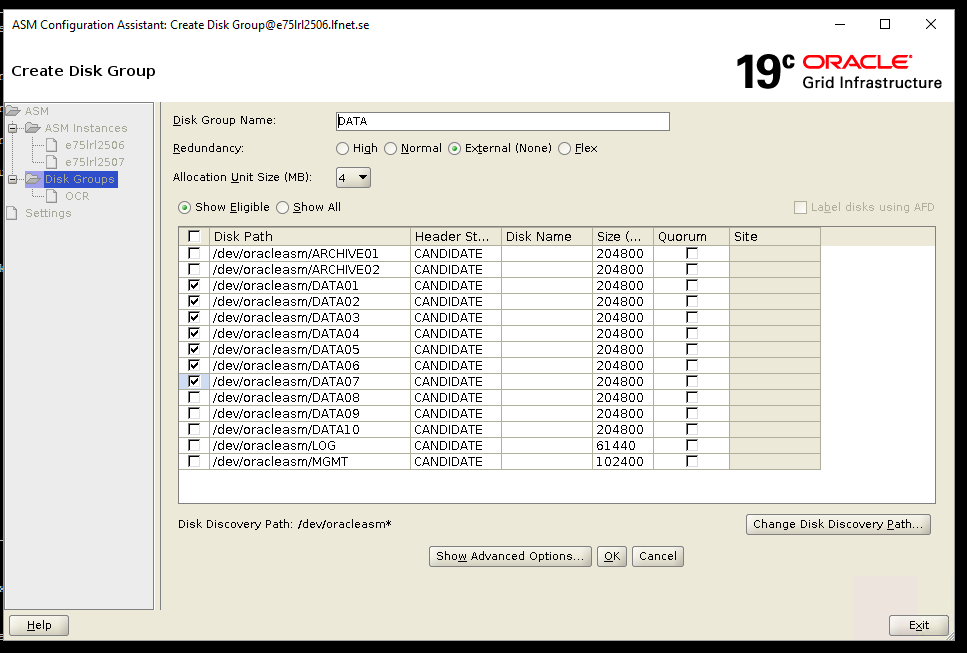 ASM Configuration Assistant: Create Disk Group@e75lrl2506.lfnet.se
Create Disk Group
19c ORACLE
Grid Infrastructure
ASM
ASM Instances
e75lrl2506
e75lrl2507
Disk Groups
OCR
Settings
Disk Group Name: DATA
Redundancy: High Normal External (None) Flex
Allocation Unit Size (MB): 4
Show Eligible Show All Label disks using AFD
Disk Path Header St... Disk Name Size (... Quorum Site
/dev/oracleasm/ARCHIVE01 CANDIDATE 204800
/dev/oracleasm/ARCHIVE02 CANDIDATE 204800
/dev/oracleasm/DATA01 CANDIDATE 204800
/dev/oracleasm/DATA02 CANDIDATE 204800
/dev/oracleasm/DATA03 CANDIDATE 204800
/dev/oracleasm/DATA04 CANDIDATE 204800
/dev/oracleasm/DATA05 CANDIDATE 204800
/dev/oracleasm/DATA06 CANDIDATE 204800
/dev/oracleasm/DATA07 CANDIDATE 204800
/dev/oracleasm/DATA08 CANDIDATE 204800
/dev/oracleasm/DATA09 CANDIDATE 204800
/dev/oracleasm/DATA10 CANDIDATE 204800
/dev/oracleasm/LOG CANDIDATE 61440
/dev/oracleasm/MGMT CANDIDATE 102400
Disk Discovery Path: /dev/oracleasm* Change Disk Discovery Path...
Show Advanced Options... OK Cancel
Help Exit